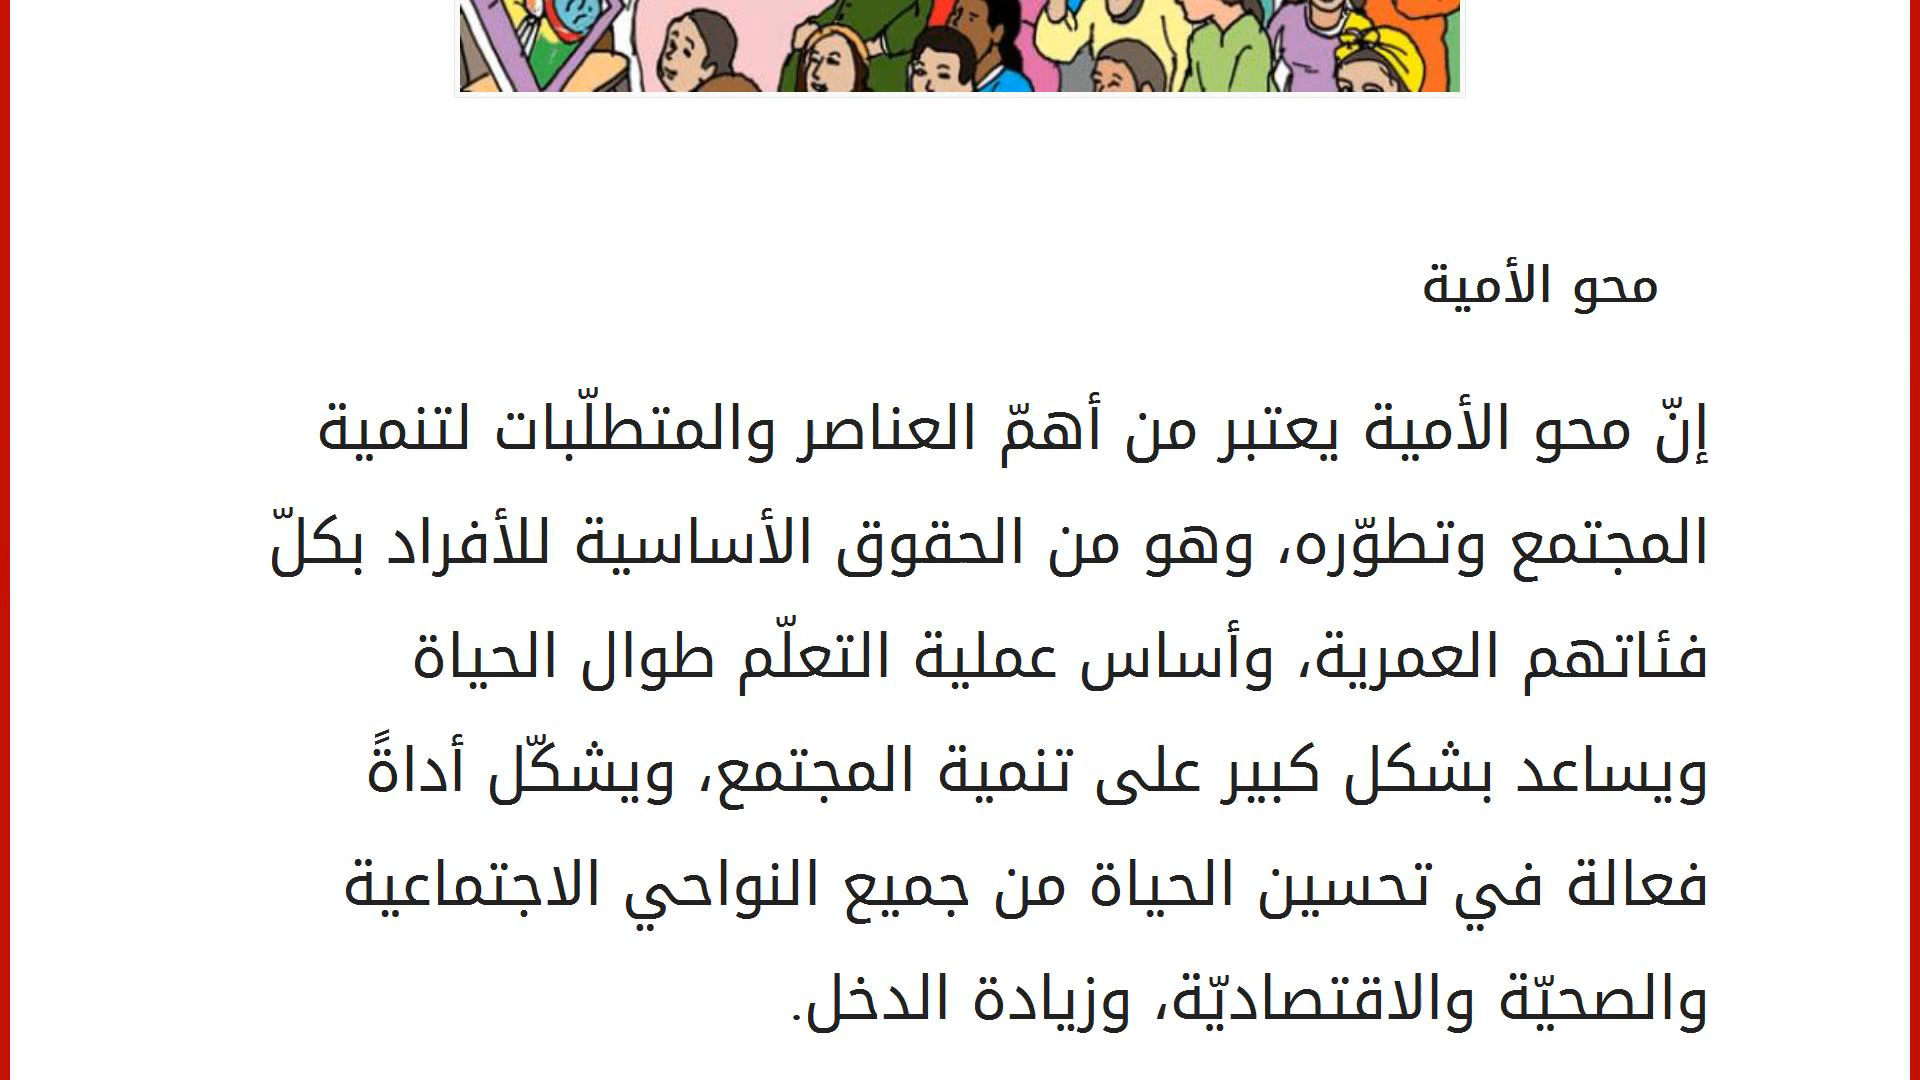 محو الأمية
إنّ محو الأمية يعتبر من أهمّ العناصر والمتطلّبات لتنمية
المجتمع وتطوّره، وهو من الحقوق الأساسية للأفراد بكلّ
فئاتهم العمرية، وأساس عملية التعلّم طوال الحياة
ويساعد بشكل كبير على تنمية المجتمع، ويشكّل أداةً
فعالة في تحسين الحياة من جميع النواحي الاجتماعية
والصحيّة والاقتصاديّة، وزيادة الدخل.